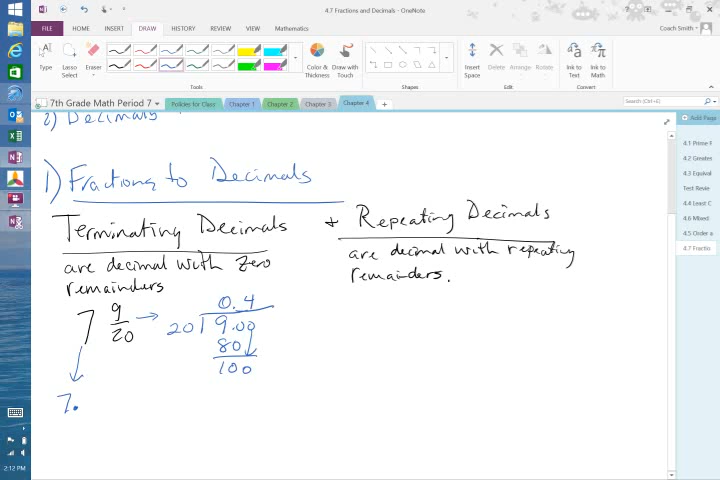 4.7 Fractions and Decimals - OneNote
FILE HOME INSERT DRAW HISTORY REVIEW VIEW Mathematics
Coach Smith
Type
Lasso Select
Eraser
Color & Thickness
Draw with Touch
Insert Space
Delete
Arrange
Rotate
Ink to Text
Ink to Math
Tools
Shapes
Edit
Convert
7th Grade Math Period 7
Policies for Class
Chapter 1
Chapter 2
Chapter 3
Chapter 4
+
Search (Ctrl+E)
Add Page
4.1 Prime F
4.2 Greates
4.3 Equival
Test Revie
4.4 Least C
4.6 Mixed
4.5 Order a
4.7 Fractio
2) Decimals
1) Fractions to Decimals
Terminating Decimals + Repeating Decimals
are decimal with zero
remainders
are decimal with repeating
remainders.
7 9/20 →
0.4
20 9.00
80
100
7.
2:12 PM